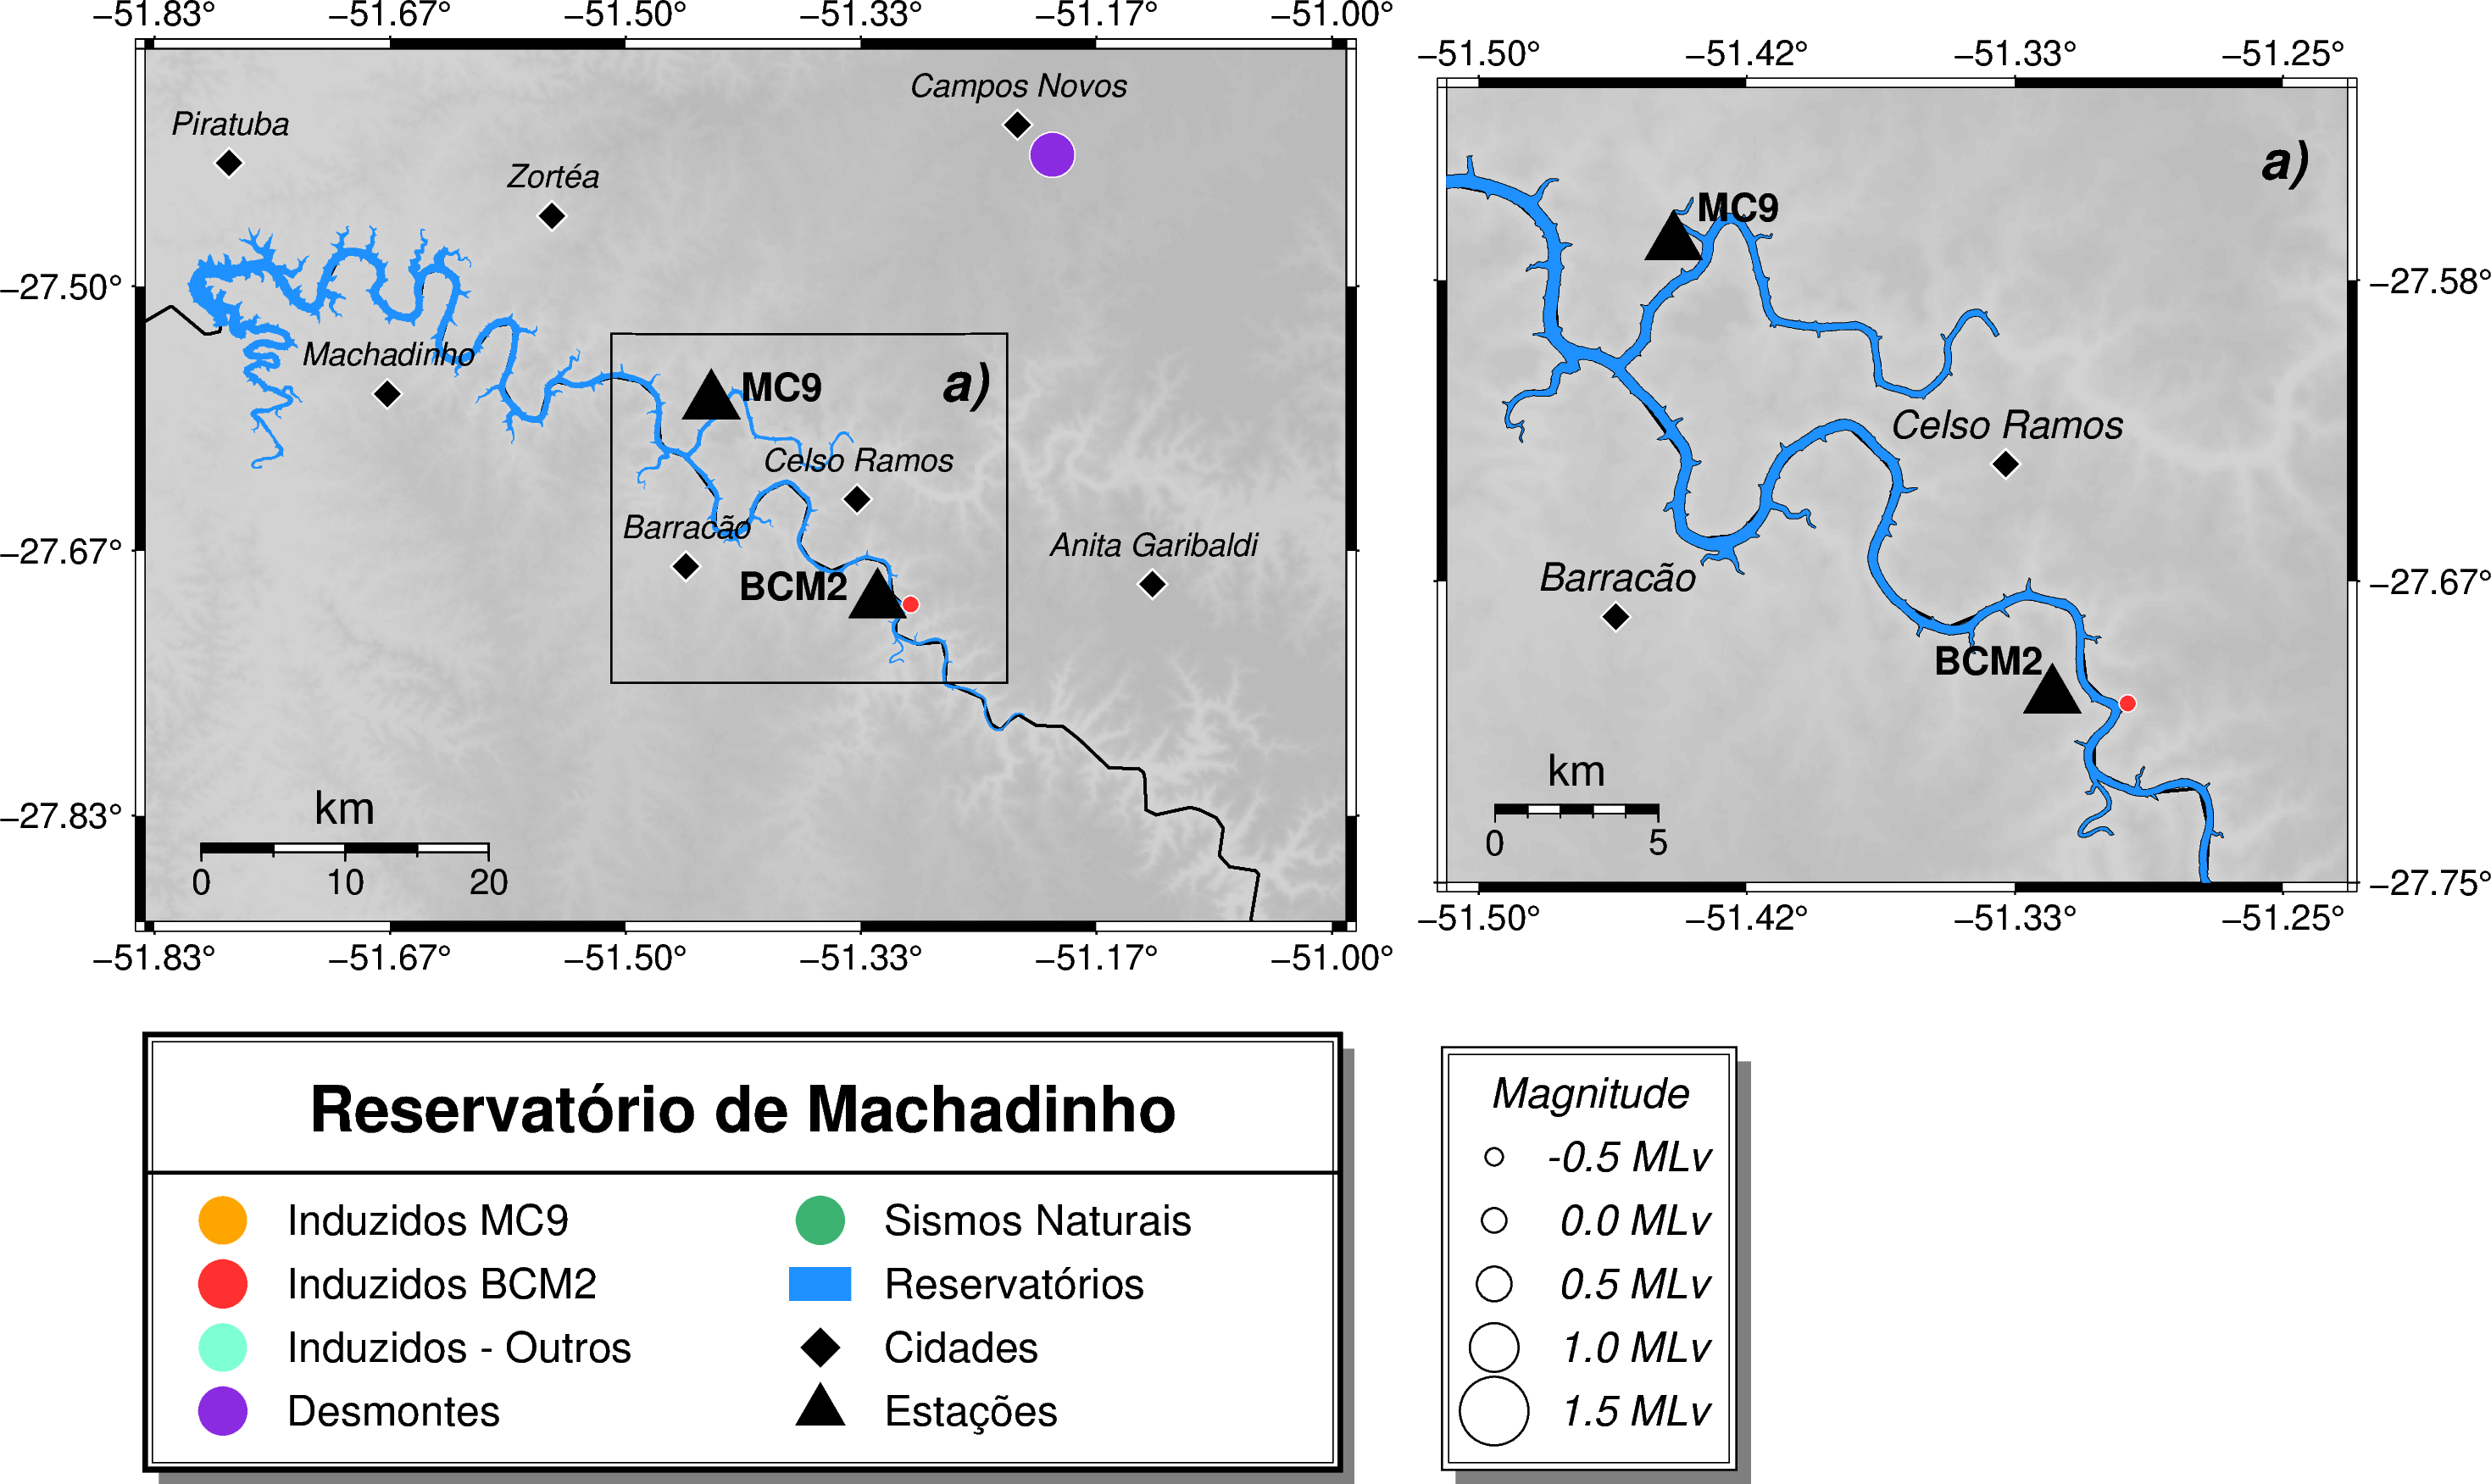 −51.83° −51.67° −51.50° −51.33° −51.17° −51.00°
Campos Novos
Piratuba
Zortéa
−27.50°
Machadinho
a)
MC9
Celso Ramos
Barracão
−27.67°
Anita Garibaldi
BCM2
km
−27.83°
0 10 20
−51.83° −51.67° −51.50° −51.33° −51.17° −51.00°
−51.50° −51.42° −51.33° −51.25°
a)
MC9
−27.58°
Celso Ramos
Barracão
−27.67°
BCM2
km
0 5
−27.75°
−51.50° −51.42° −51.33° −51.25°
Reservatório de Machadinho
Induzidos MC9
Induzidos BCM2
Induzidos - Outros
Desmontes
Sismos Naturais
Reservatórios
Cidades
Estações
Magnitude
-0.5 MLv
0.0 MLv
0.5 MLv
1.0 MLv
1.5 MLv